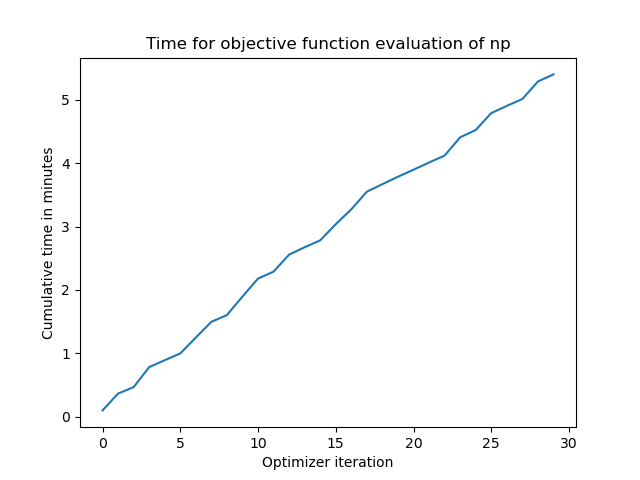 Time for objective function evaluation of np
Cumulative time in minutes
5
4
3
2
1
0
0 5 10 15 20 25 30
Optimizer iteration